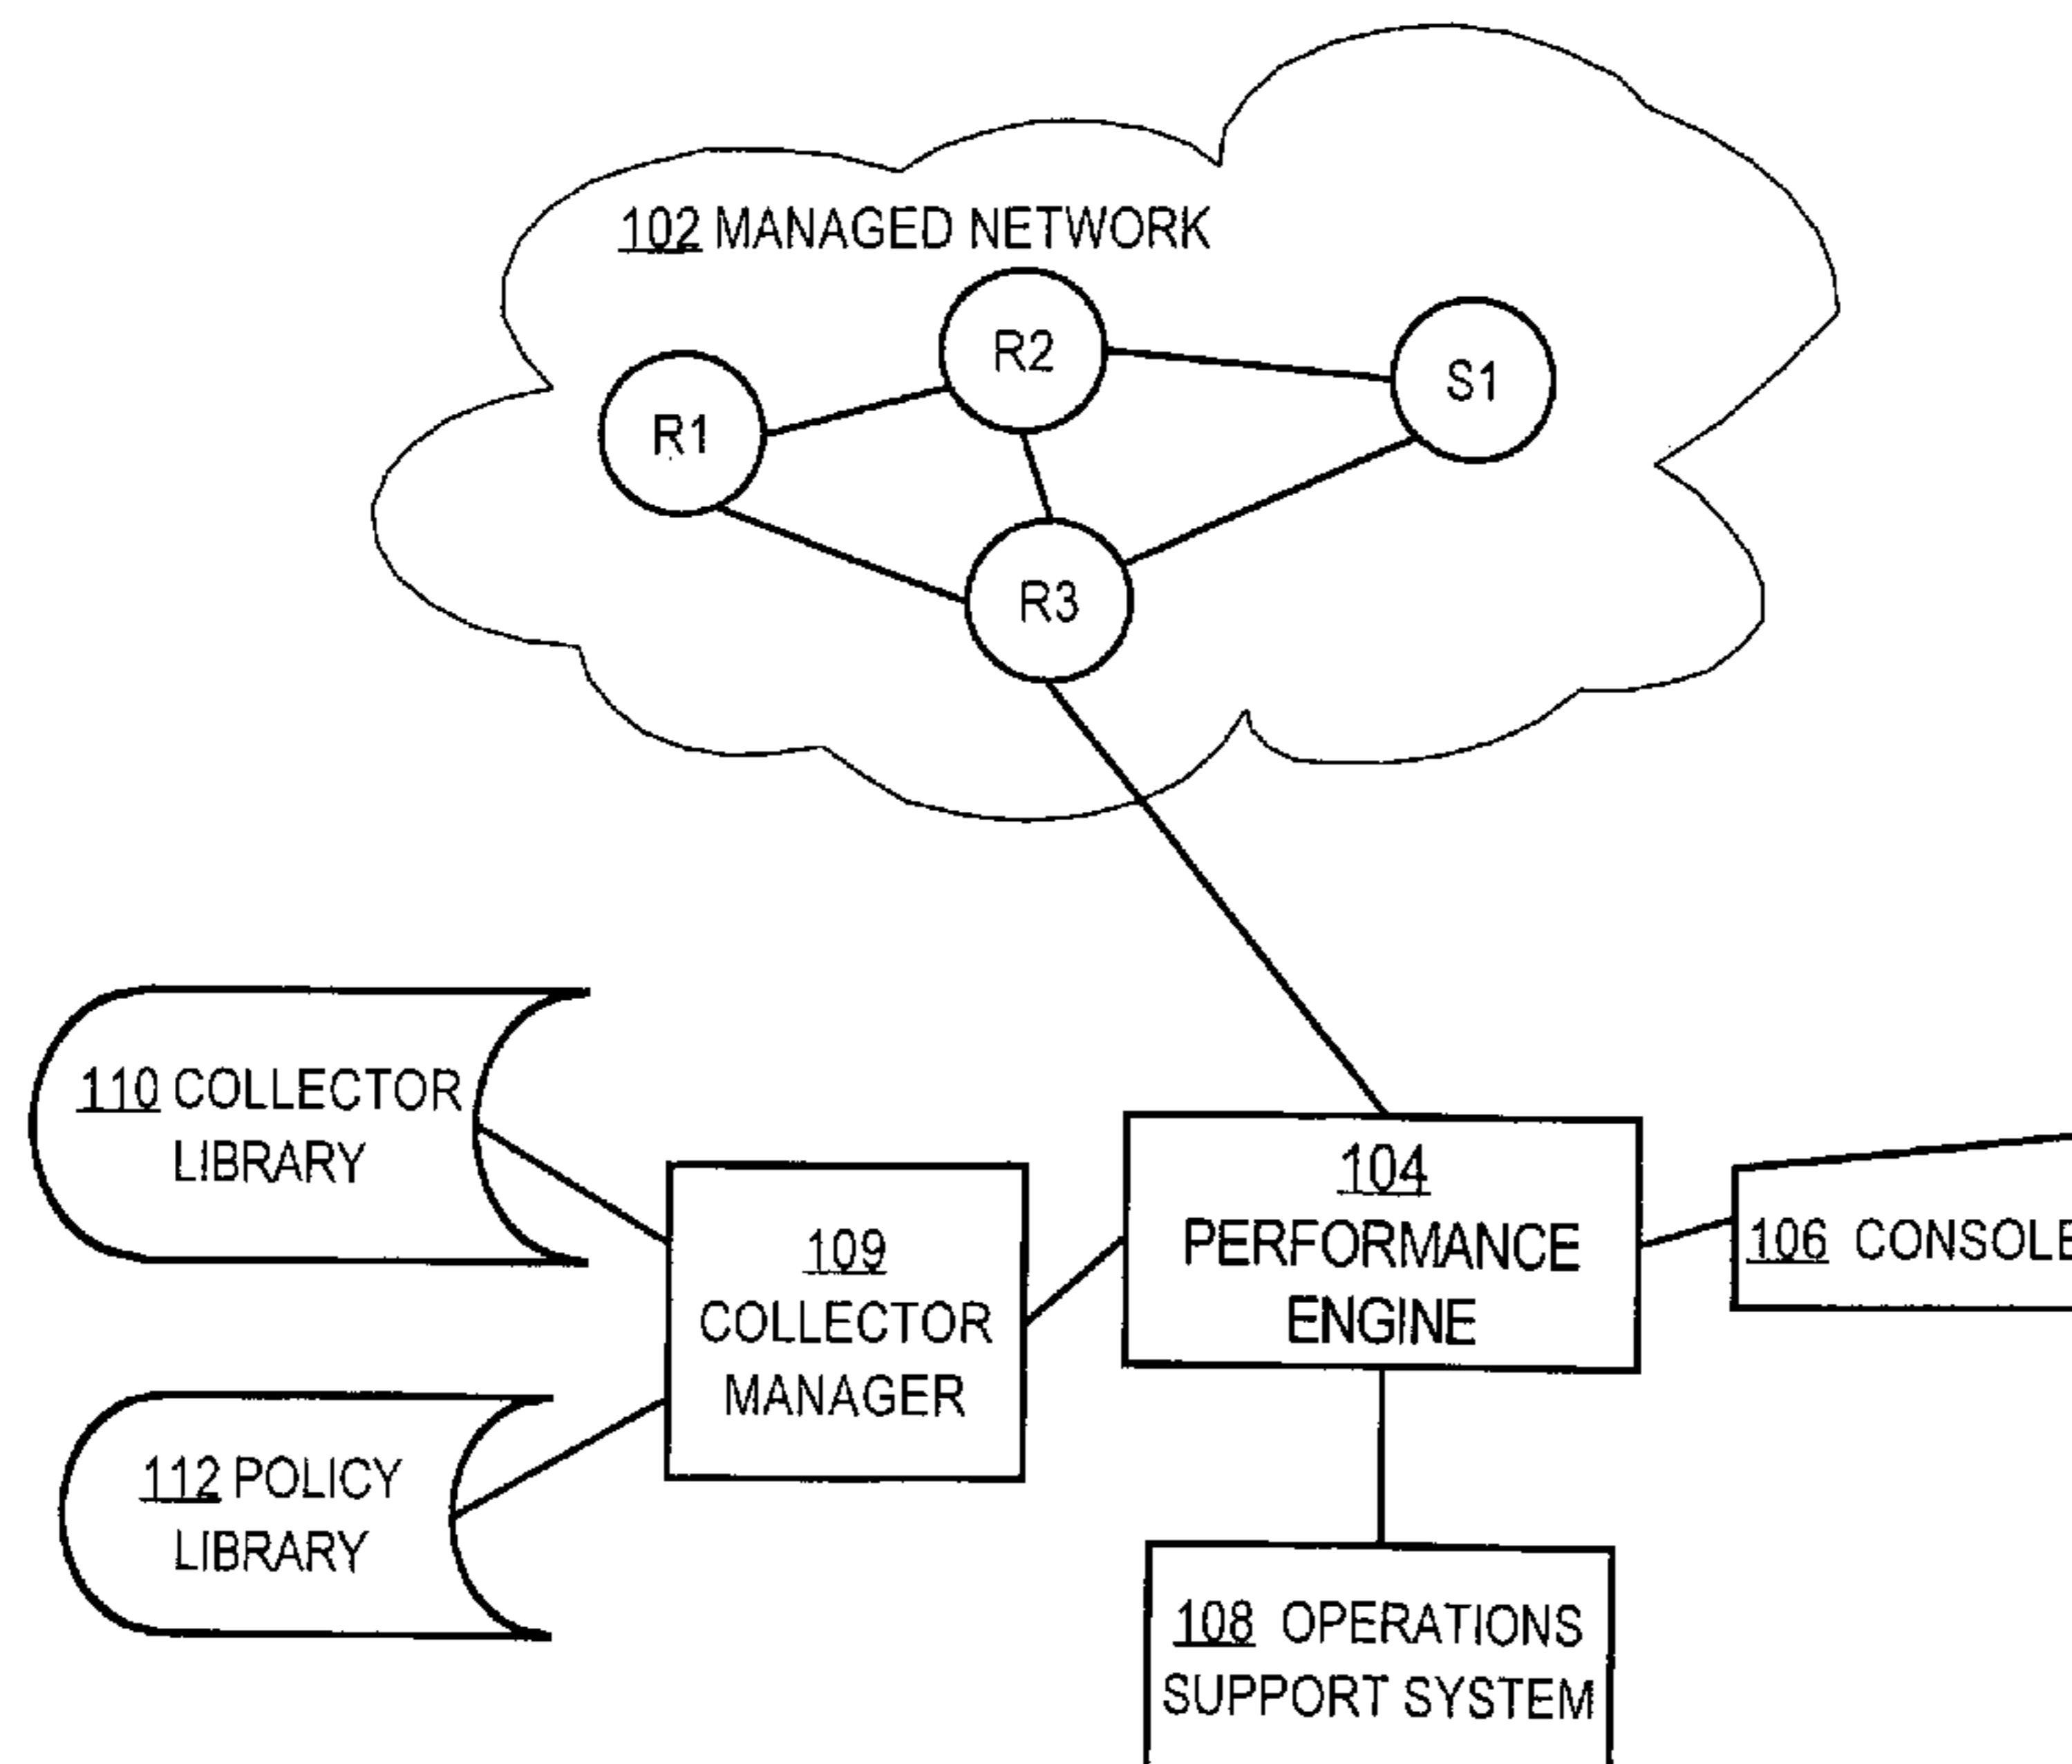 102 MANAGED NETWORK
R2
S1
R1
R3
110 COLLECTOR
LIBRARY
104
PERFORMANCE
ENGINE
109
COLLECTOR
MANAGER
106 CONSOLE
112 POLICY
LIBRARY
108 OPERATIONS
SUPPORT SYSTEM